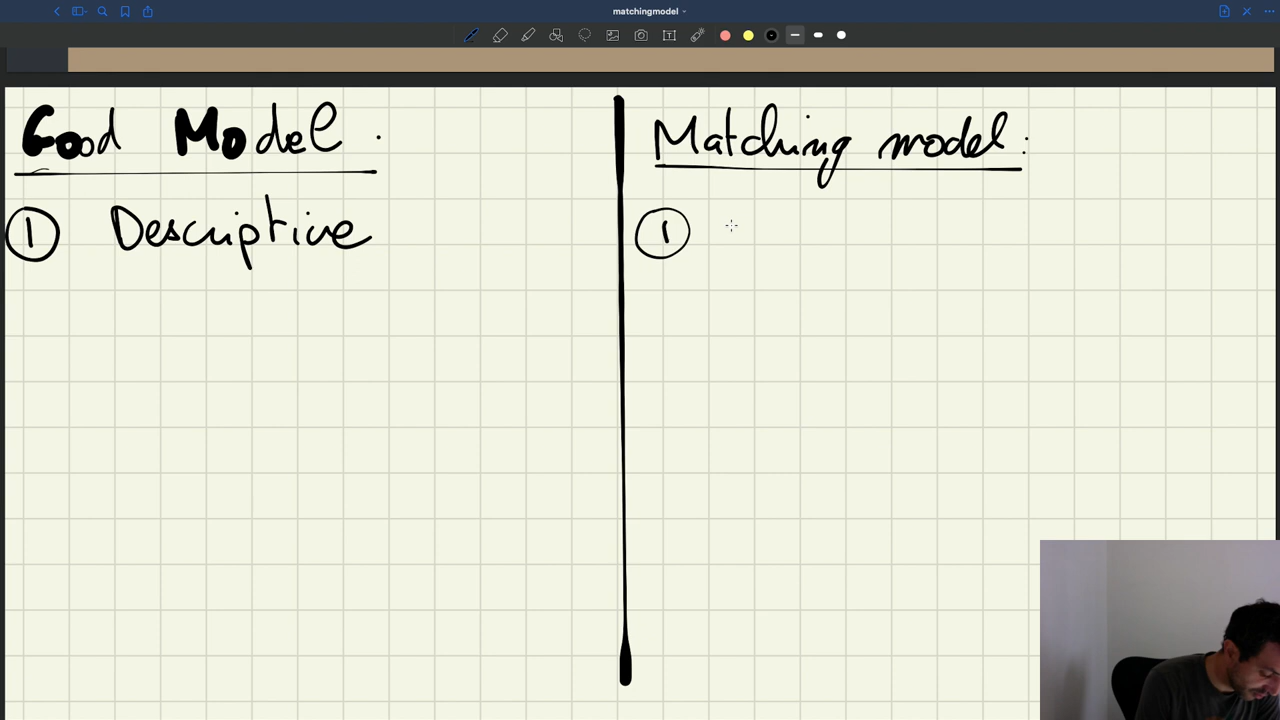 matchingmodel
Good Model.
Matching model:
① Descriptive
①